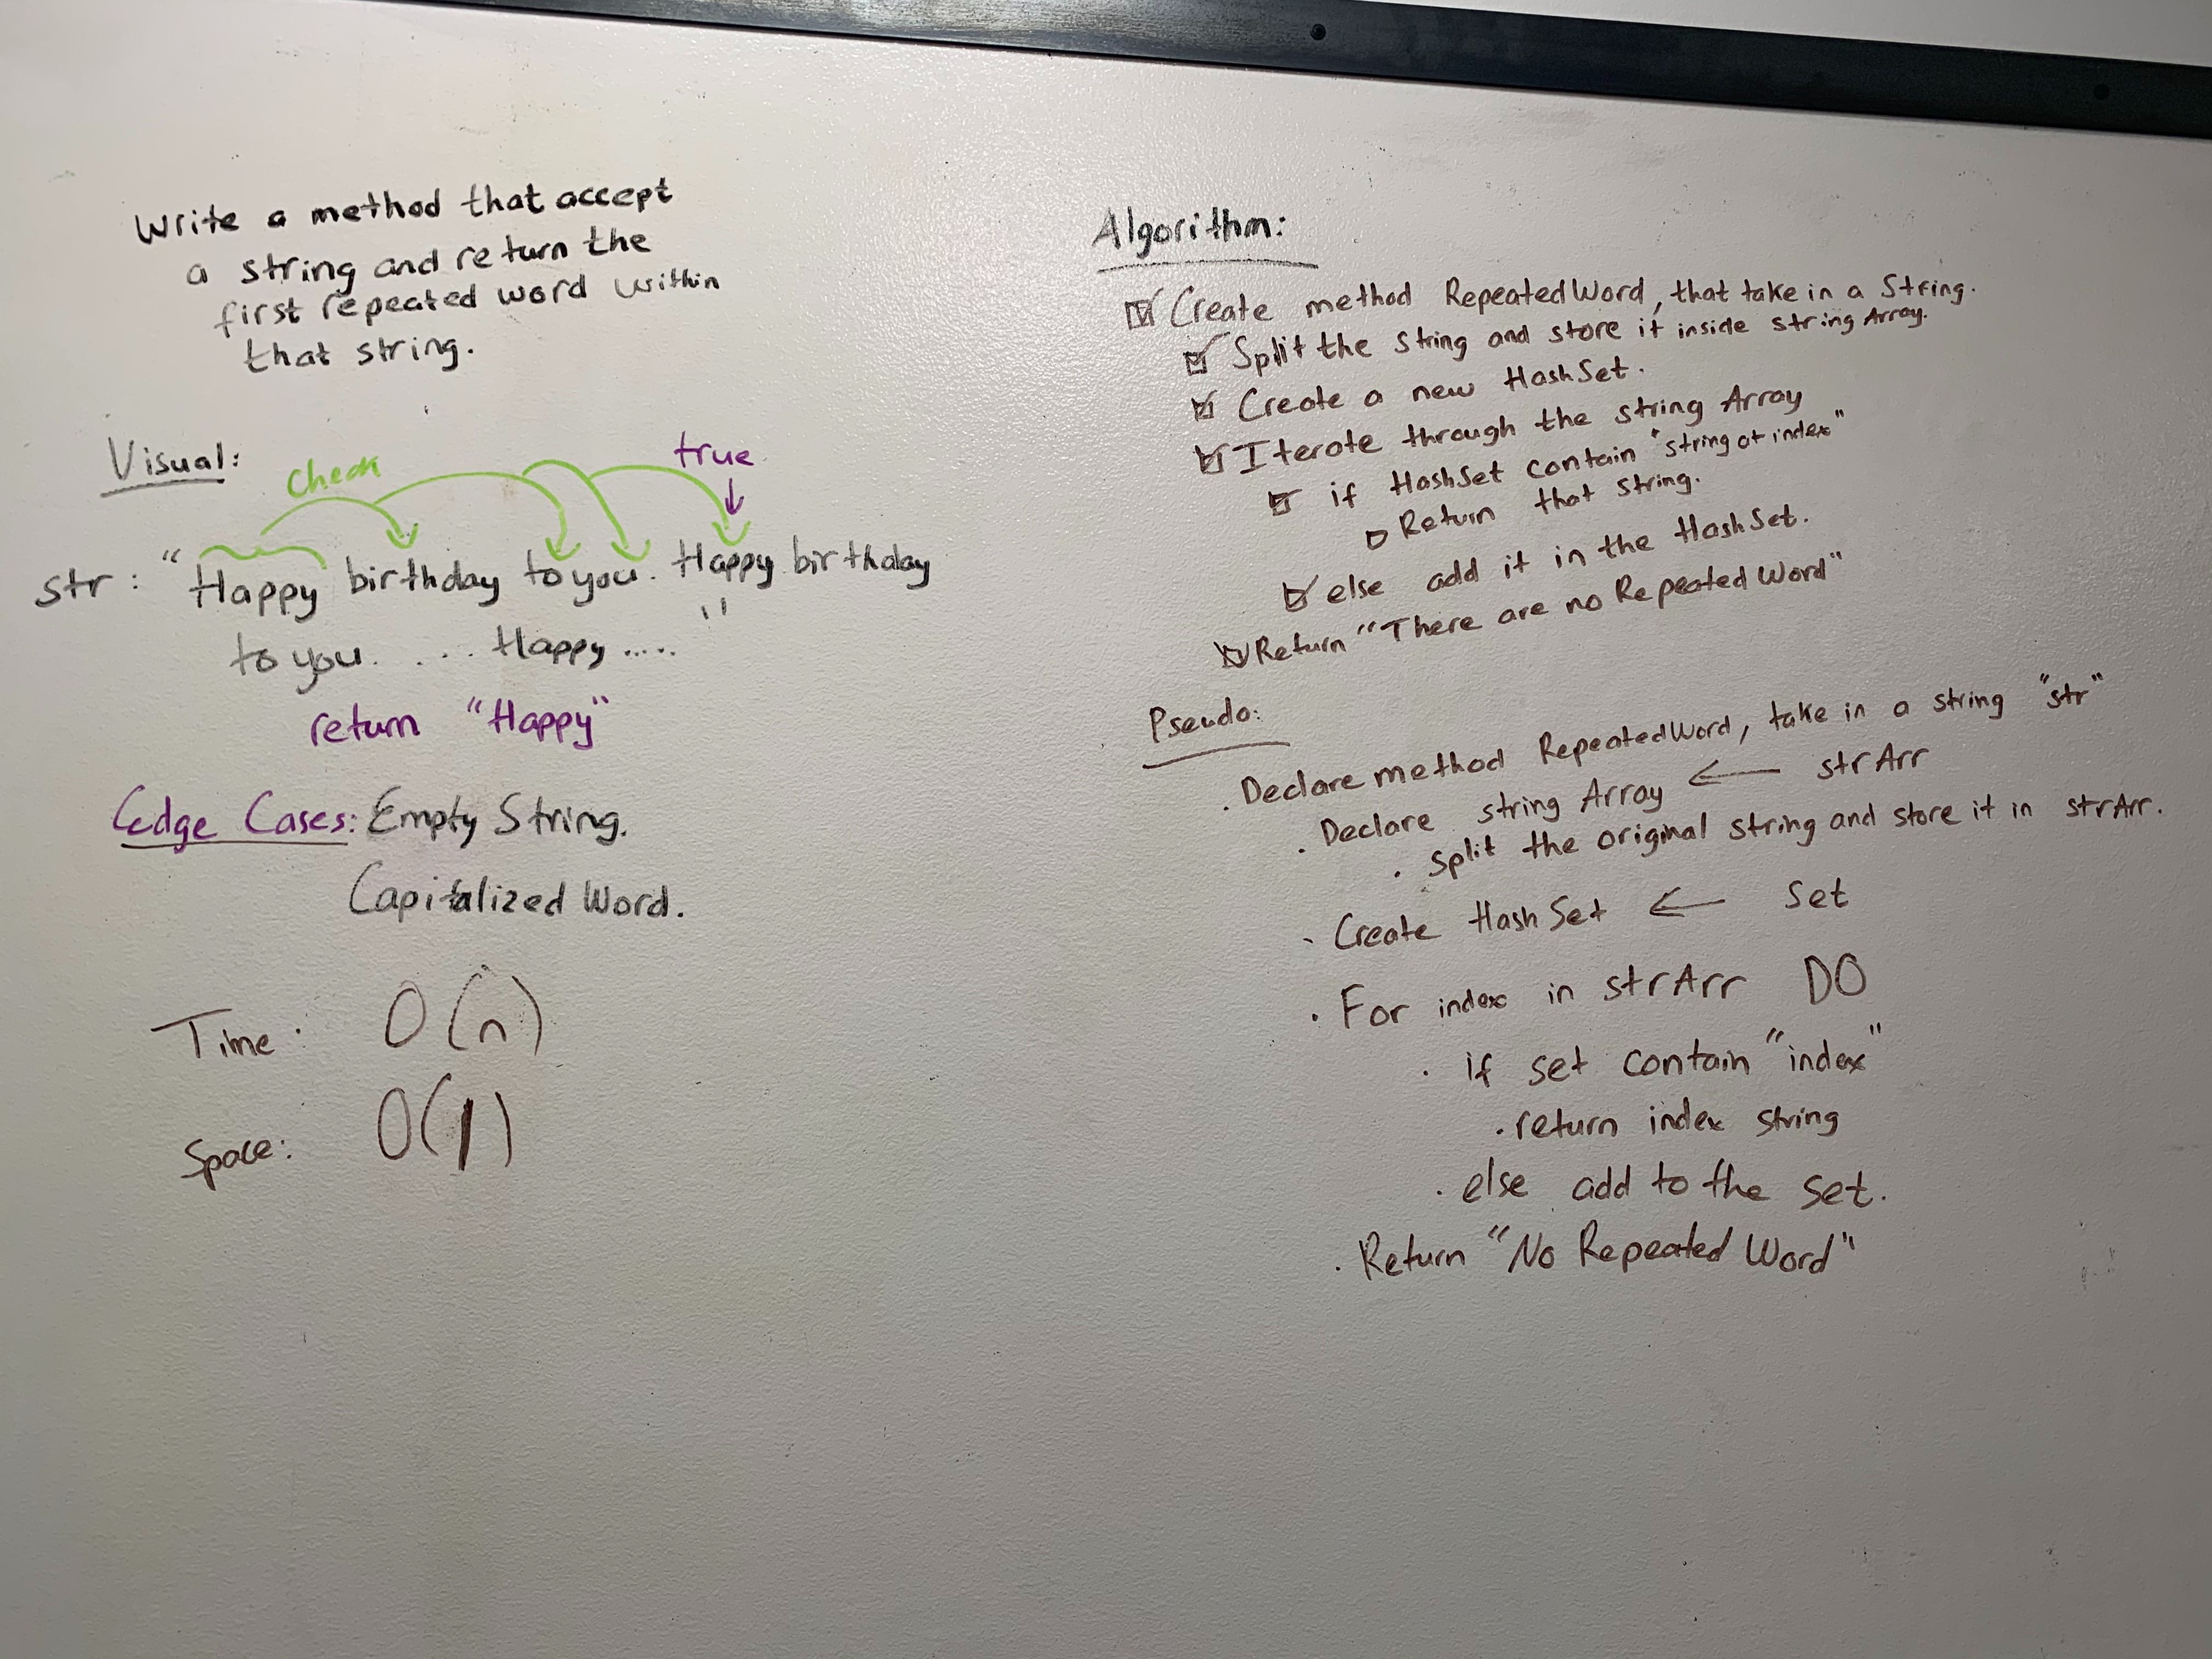 Write a method that accept
a string and return the
first repeated word within
that string.
Visual:
check
true
str: "Happy birthday to you. Happy birthday
to you. ... Happy ....."
return "Happy"
Edge Cases: Empty String.
Capitalized Word.
Time: O(n)
Space: O(1)
Algorithm:
Create method RepeatedWord, that take in a String.
Split the string and store it inside string Array.
Create a new HashSet.
Iterate through the string Array
if HashSet contain "string at index"
Return that string.
else add it in the HashSet.
Return "There are no Repeated Word"
Pseudo:
. Declare method RepeatedWord, take in a string "str"
. Declare string Array ← strArr
. split the original string and store it in strArr.
. Create HashSet ← set
. For index in strArr DO
. if set contain "index"
. return index string
. else add to the set.
. Return "No Repeated Word"